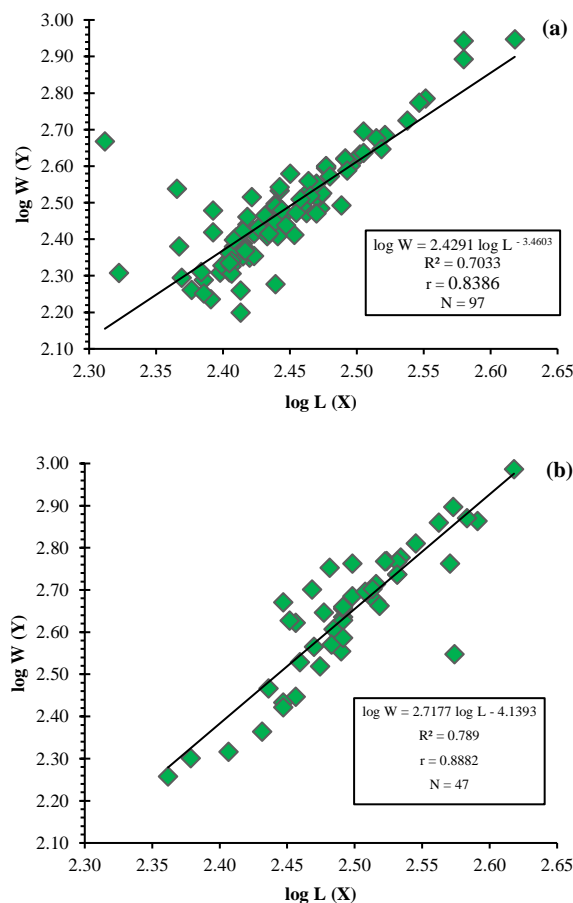 (a)
log W (Y)
3.00
2.90
2.80
2.70
2.60
2.50
2.40
2.30
2.20
2.10
log W = 2.4291 log L - 3.4603
R² = 0.7033
r = 0.8386
N = 97
2.30 2.35 2.40 2.45 2.50 2.55 2.60 2.65
log L (X)
(b)
log W (Y)
3.00
2.90
2.80
2.70
2.60
2.50
2.40
2.30
2.20
2.10
log W = 2.7177 log L - 4.1393
R² = 0.789
r = 0.8882
N = 47
2.30 2.35 2.40 2.45 2.50 2.55 2.60 2.65
log L (X)